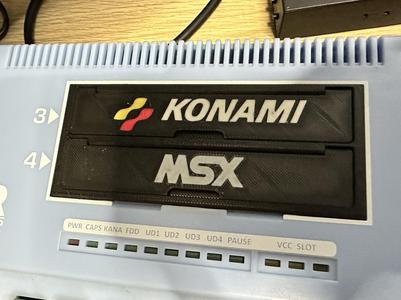 3 KONAMI
4 MSX
R
PWR CAPS KANA FDD UD1 UD2 UD3 UD4 PAUSE VCC SLOT